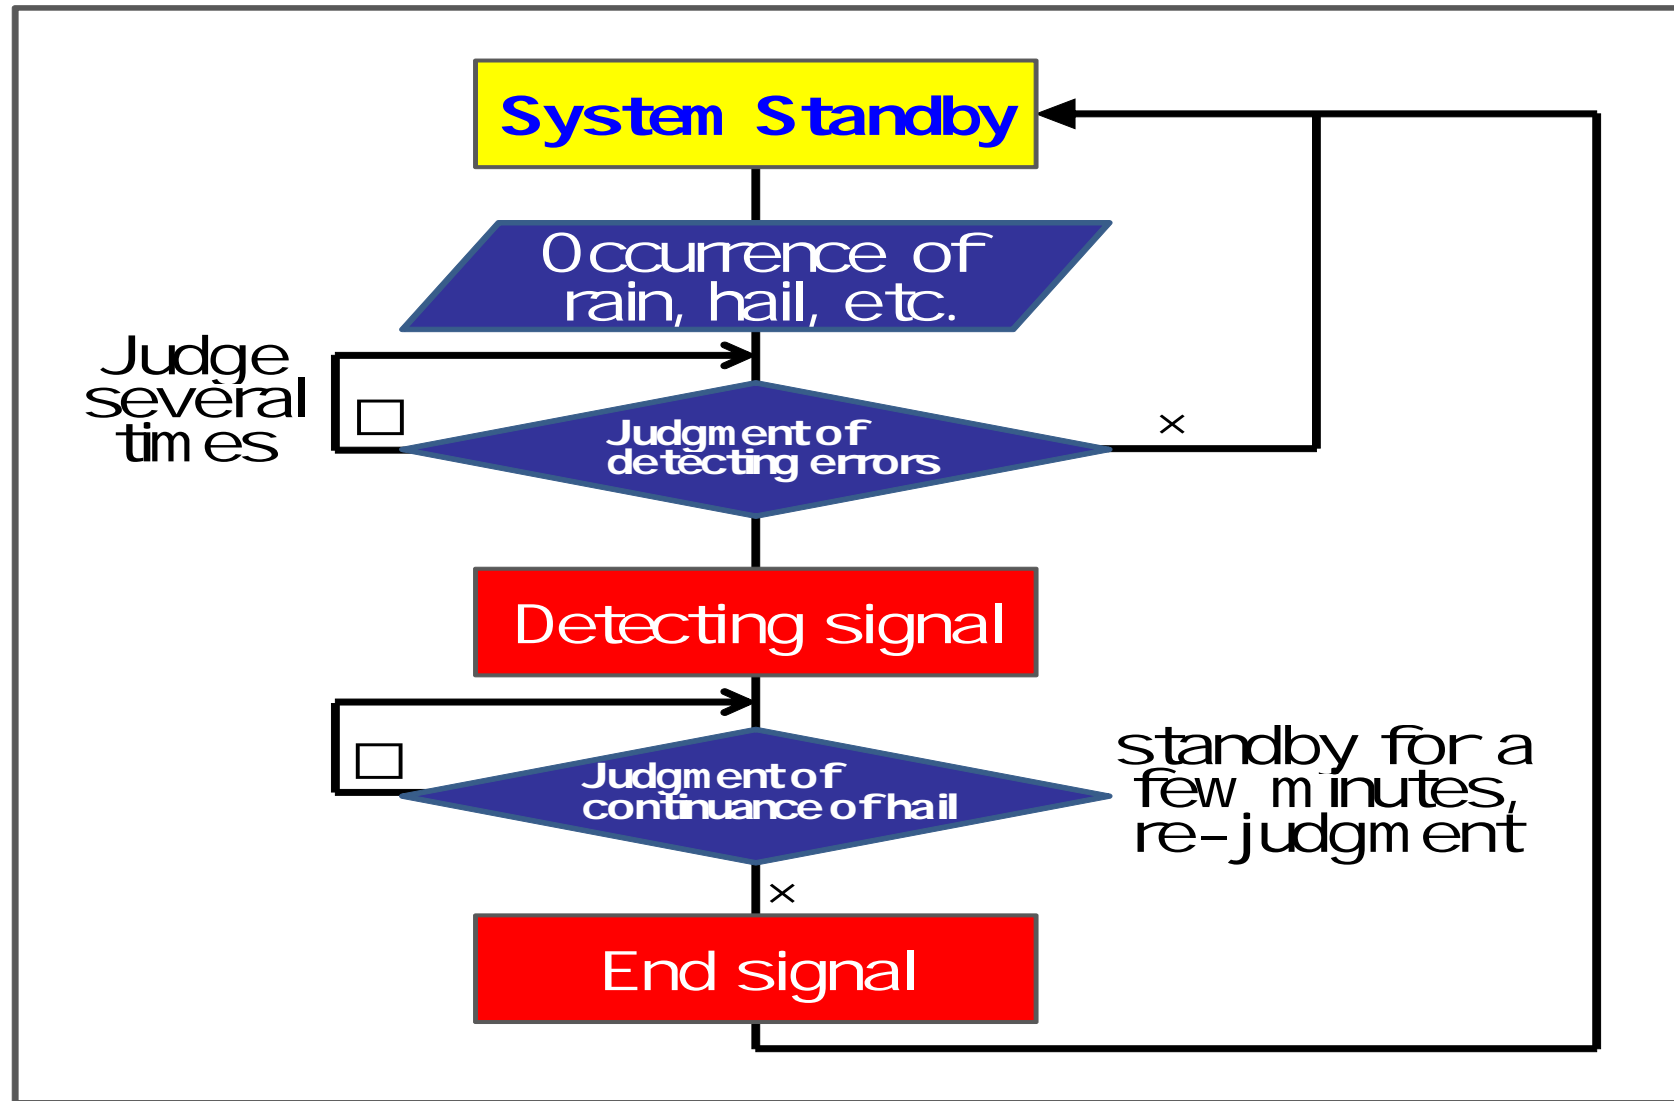 System Standby
Occurrence of
rain, hail, etc.
Judge
several
times
□
Judgment of
detecting errors
×
Detecting signal
□
Judgment of
continuance of hail
standby for a
few minutes,
re-judgment
×
End signal